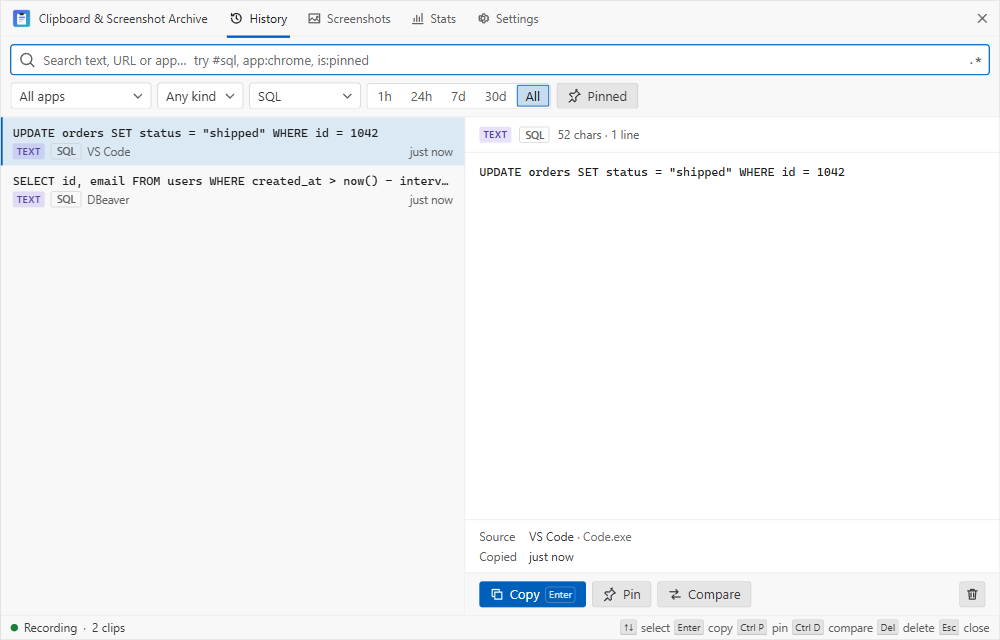 Clipboard & Screenshot Archive History Screenshots Stats Settings
Search text, URL or app... try #sql, app:chrome, is:pinned .*
All apps Any kind SQL 1h 24h 7d 30d All Pinned
UPDATE orders SET status = "shipped" WHERE id = 1042
TEXT SQL VS Code just now
SELECT id, email FROM users WHERE created_at > now() - interv…
TEXT SQL DBeaver just now
TEXT SQL 52 chars · 1 line
UPDATE orders SET status = "shipped" WHERE id = 1042
Source VS Code · Code.exe
Copied just now
Copy Enter Pin Compare
Recording · 2 clips ↑↓ select Enter copy Ctrl P pin Ctrl D compare Del delete Esc close